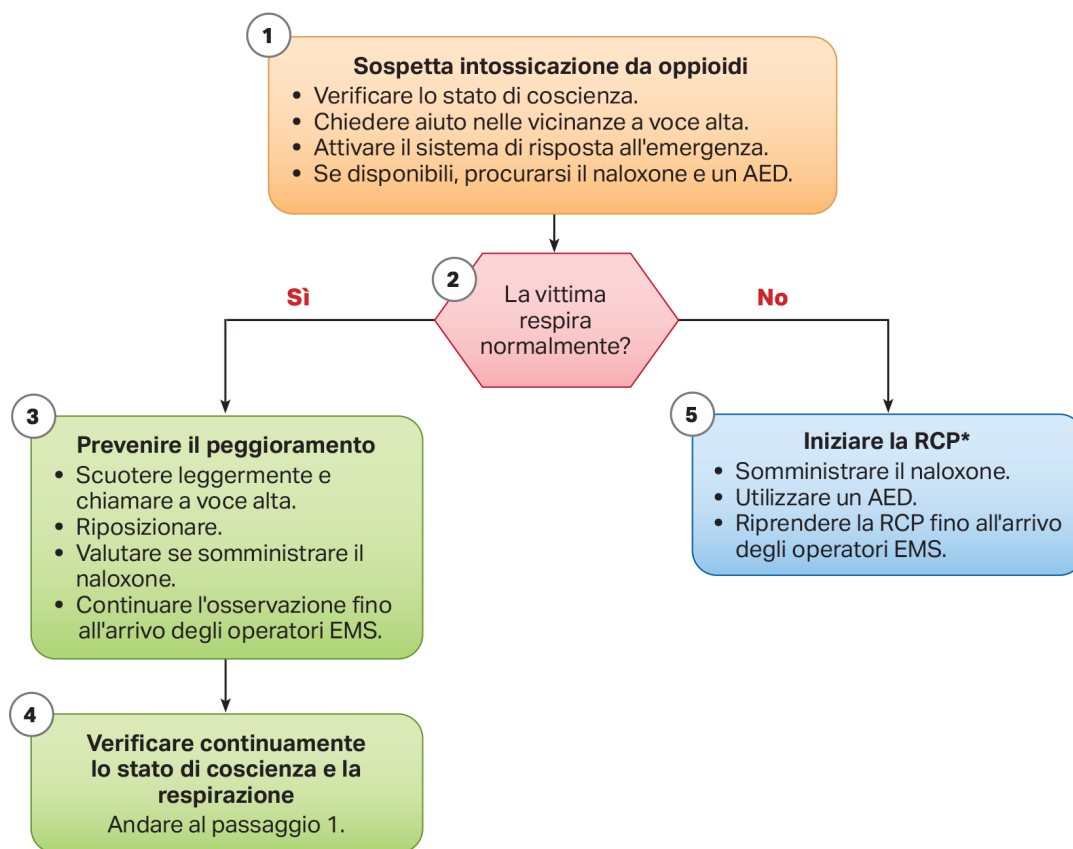 1
Sospetta intossicazione da oppioidi
• Verificare lo stato di coscienza.
• Chiedere aiuto nelle vicinanze a voce alta.
• Attivare il sistema di risposta all'emergenza.
• Se disponibili, procurarsi il naloxone e un AED.
2
La vittima
respira
normalmente?
Sì
No
3
Prevenire il peggioramento
• Scuotere leggermente e
chiamare a voce alta.
• Riposizionare.
• Valutare se somministrare il
naloxone.
• Continuare l'osservazione fino
all'arrivo degli operatori EMS.
4
Verificare continuamente
lo stato di coscienza e la
respirazione
Andare al passaggio 1.
5
Iniziare la RCP*
• Somministrare il naloxone.
• Utilizzare un AED.
• Riprendere la RCP fino all'arrivo
degli operatori EMS.